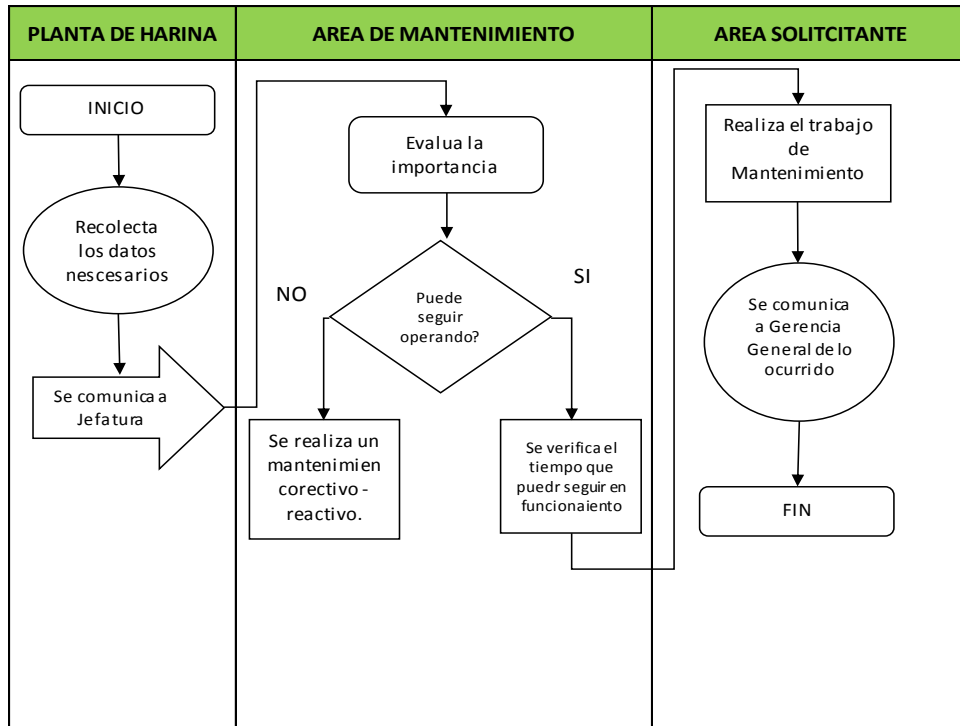 PLANTA DE HARINA
AREA DE MANTENIMIENTO
AREA SOLITCITANTE
INICIO
Recolecta
los datos
nescesarios
Se comunica a
Jefatura
Evalua la
importancia
NO
SI
Puede
seguir
operando?
Se realiza un
mantenimien
corectivo -
reactivo.
Se verifica el
tiempo que
puedr seguir en
funcionaiento
Realiza el trabajo
de
Mantenimiento
Se comunica
a Gerencia
General de lo
ocurrido
FIN